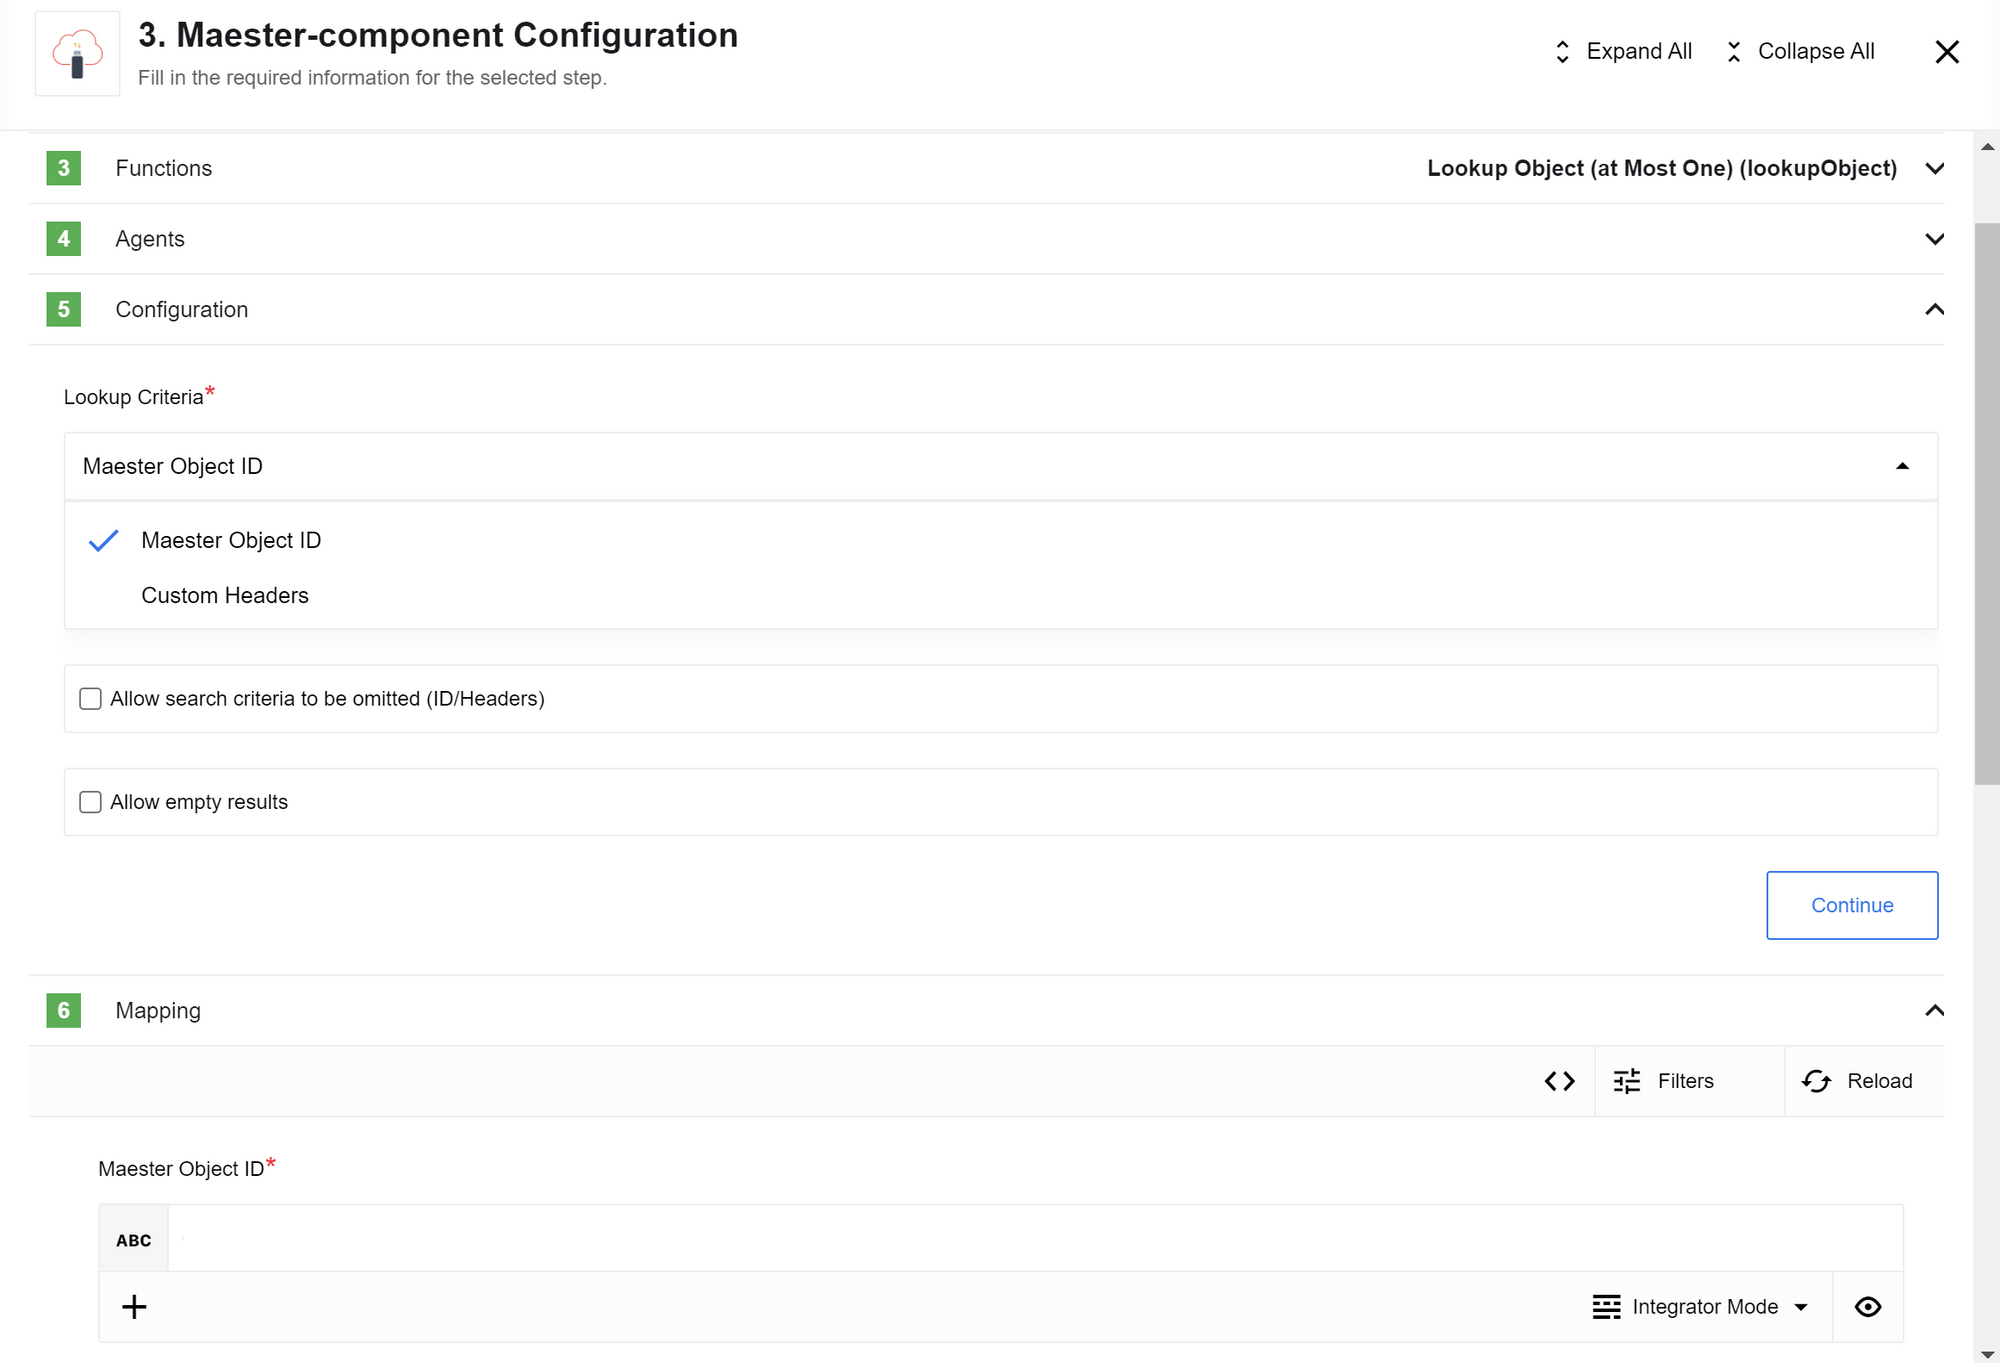 3. Maester-component Configuration
Fill in the required information for the selected step.
Expand All
Collapse All
3 Functions Lookup Object (at Most One) (lookupObject)
4 Agents
5 Configuration
Lookup Criteria*
Maester Object ID
Maester Object ID
Custom Headers
Allow search criteria to be omitted (ID/Headers)
Allow empty results
Continue
6 Mapping
Filters Reload
Maester Object ID*
ABC
Integrator Mode